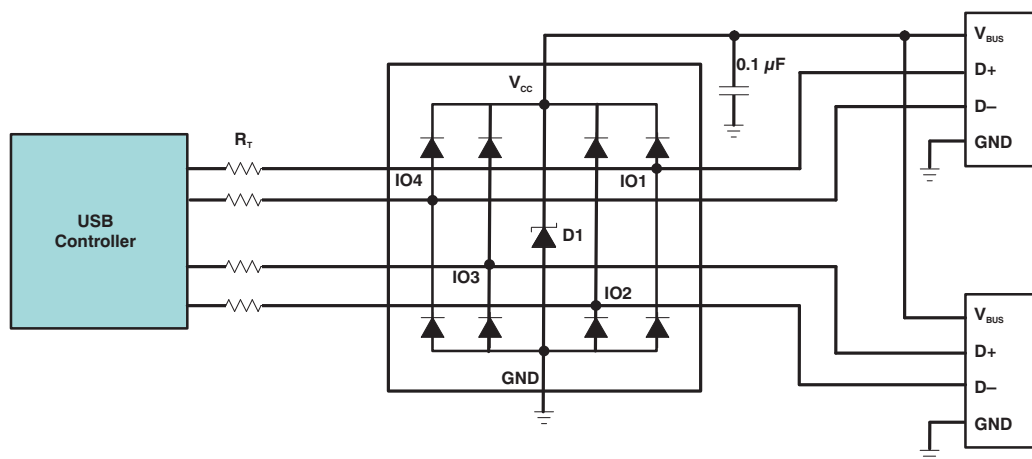 V_BUS
0.1 µF
D+
V_CC
D–
R_T
GND
IO4
IO1
USB
Controller
D1
IO3
IO2
V_BUS
D+
GND
D–
GND